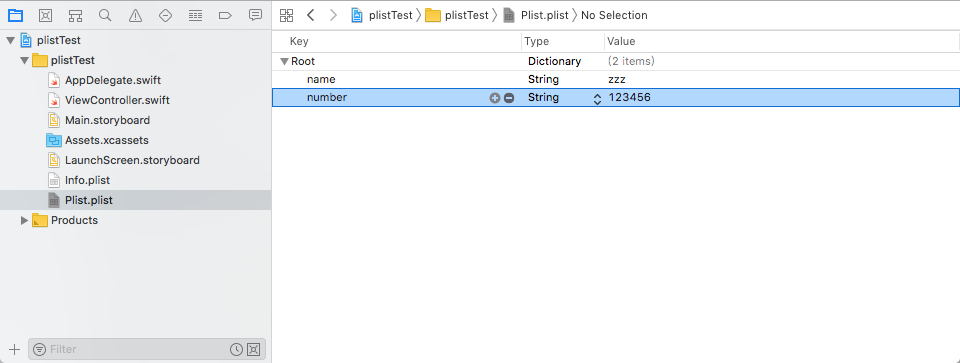 plistTest
plistTest
AppDelegate.swift
ViewController.swift
Main.storyboard
Assets.xcassets
LaunchScreen.storyboard
Info.plist
Plist.plist
Products
Filter
plistTest plistTest Plist.plist No Selection
Key Type Value
Root Dictionary (2 items)
name String zzz
number String 123456